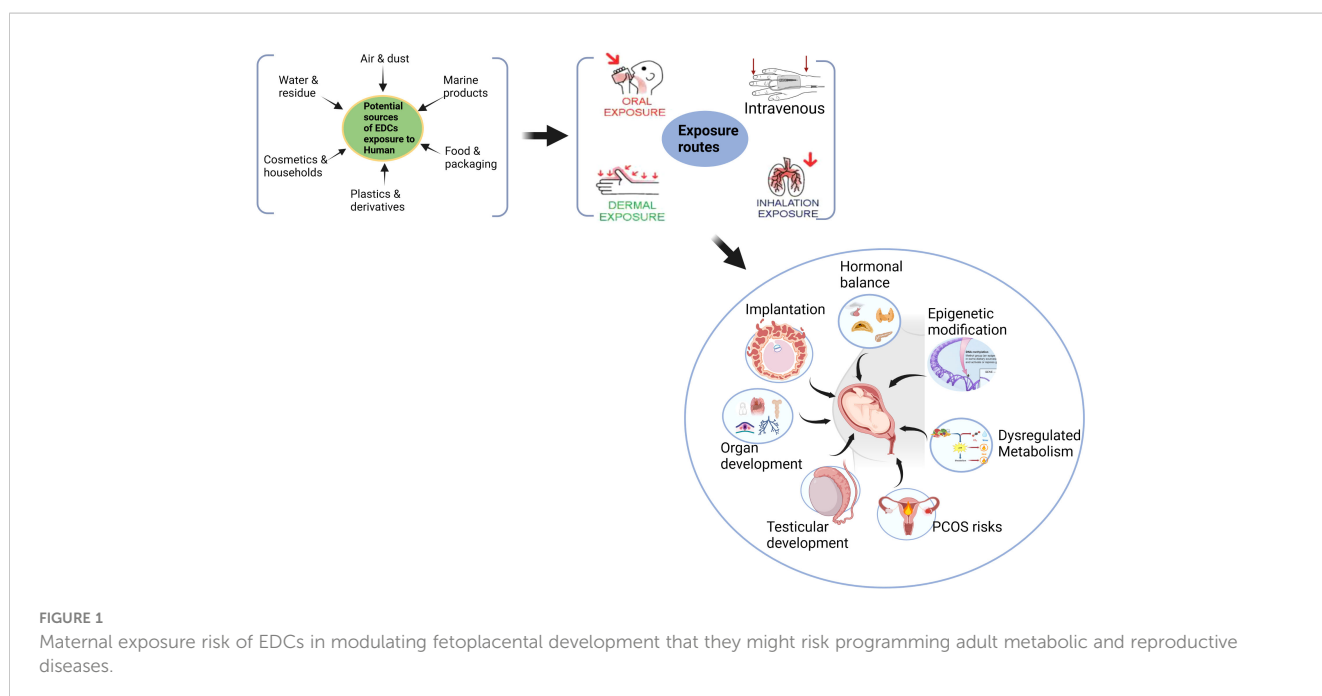 Air & dust
Water &
residue
Marine
products
Potential
sources
of EDCs
exposure to
Human
Cosmetics &
households
Food &
packaging
Plastics &
derivatives
ORAL
EXPOSURE
Intravenous
Exposure
routes
DERMAL
EXPOSURE
INHALATION
EXPOSURE
Hormonal
balance
Implantation
Epigenetic
modification
Organ
development
Dysregulated
Metabolism
Testicular
development
PCOS risks
FIGURE 1
Maternal exposure risk of EDCs in modulating fetoplacental development that they might risk programming adult metabolic and reproductive
diseases.